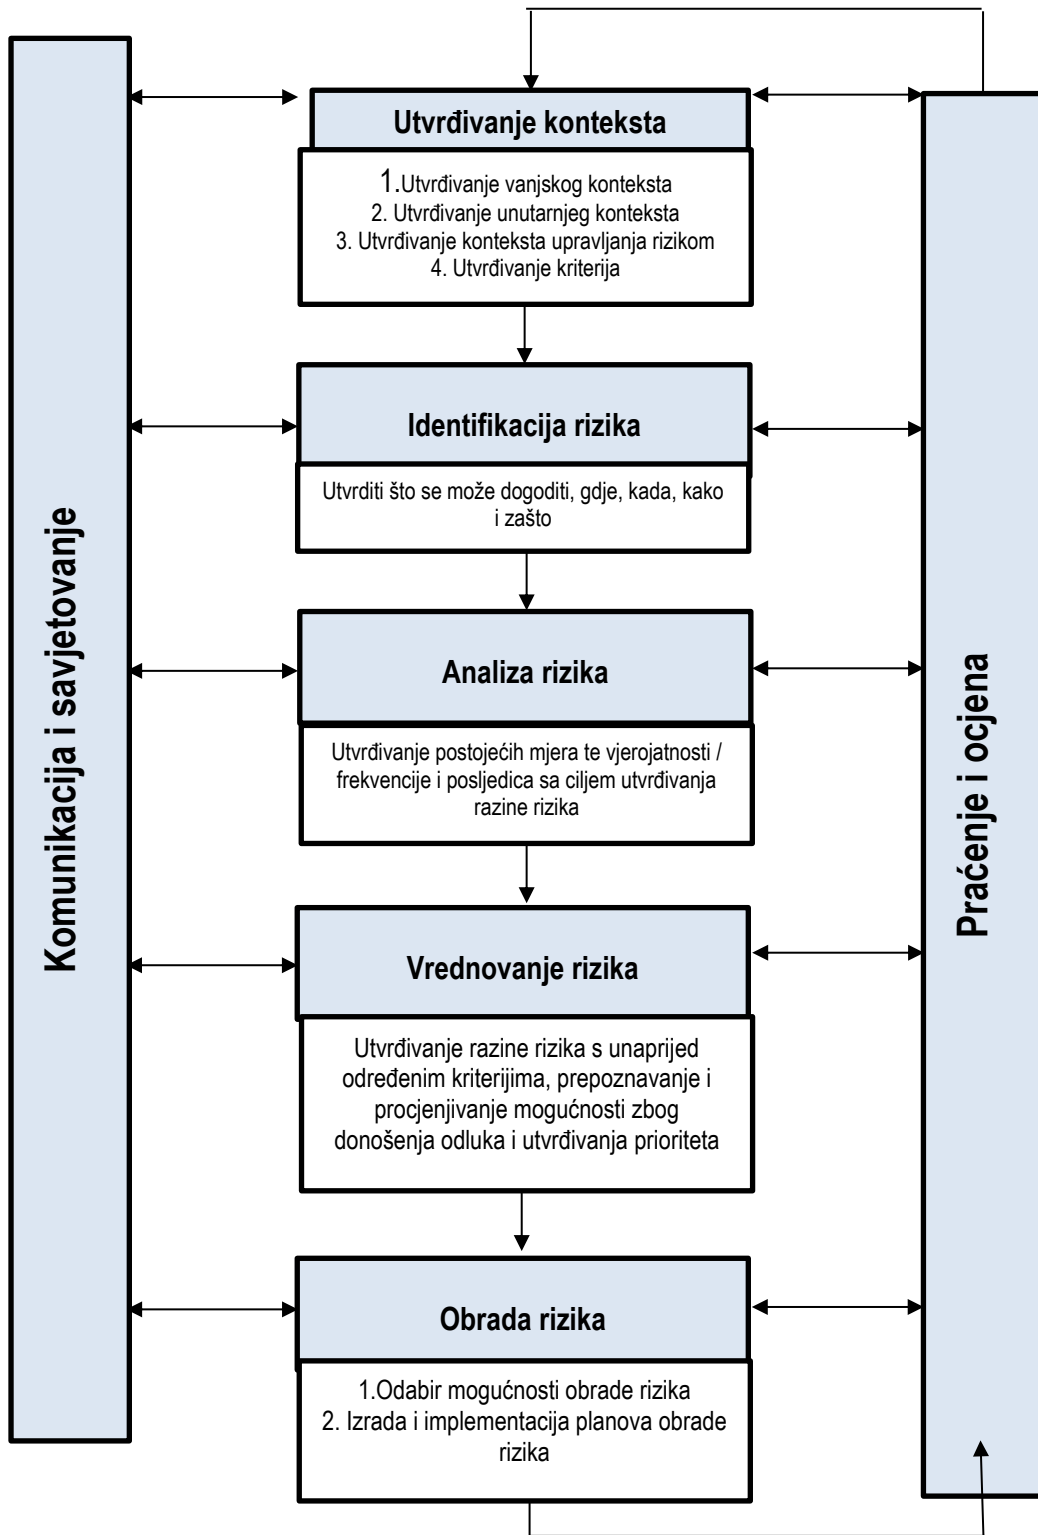 Komunikacija i savjetovanje
Utvrđivanje konteksta
1.Utvrđivanje vanjskog konteksta
2. Utvrđivanje unutarnjeg konteksta
3. Utvrđivanje konteksta upravljanja rizikom
4. Utvrđivanje kriterija
Identifikacija rizika
Utvrditi što se može dogoditi, gdje, kada, kako
i zašto
Analiza rizika
Utvrđivanje postojećih mjera te vjerojatnosti /
frekvencije i posljedica sa ciljem utvrđivanja
razine rizika
Vrednovanje rizika
Utvrđivanje razine rizika s unaprijed
određenim kriterijima, prepoznavanje i
procjenjivanje mogućnosti zbog
donošenja odluka i utvrđivanja prioriteta
Obrada rizika
1.Odabir mogućnosti obrade rizika
2. Izrada i implementacija planova obrade
rizika
Praćenje i ocjena